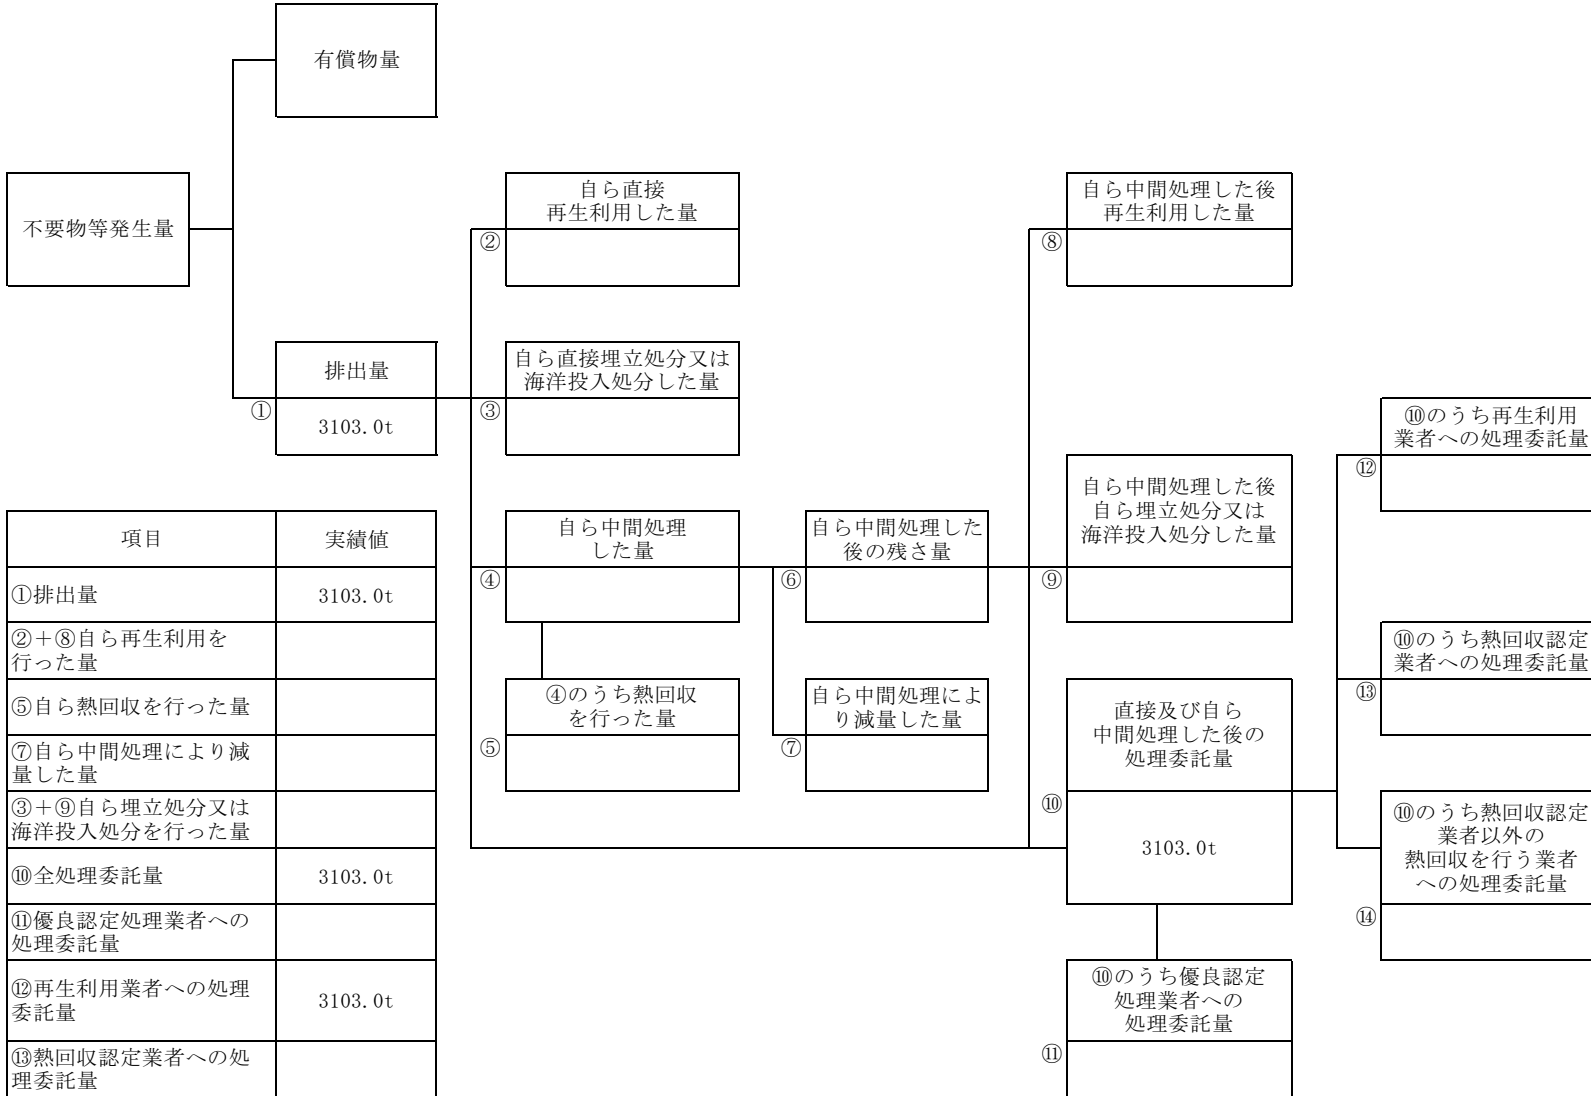 有償物量
不要物等発生量
排出量
①
3103.0t
自ら直接
再生利用した量
②
自ら直接埋立処分又は
海洋投入処分した量
③
自ら中間処理
した量
④
④のうち熱回収
を行った量
⑤
自ら中間処理した
後の残さ量
⑥
自ら中間処理によ
り減量した量
⑦
自ら中間処理した後
再生利用した量
⑧
自ら中間処理した後
自ら埋立処分又は
海洋投入処分した量
⑨
直接及び自ら
中間処理した後の
処理委託量
⑩
3103.0t
⑩のうち優良認定
処理業者への
処理委託量
⑪
⑩のうち再生利用
業者への処理委託量
⑫
⑩のうち熱回収認定
業者への処理委託量
⑬
⑩のうち熱回収認定
業者以外の
熱回収を行う業者
への処理委託量
⑭
項目 実績値
①排出量 3103.0t
②＋⑧自ら再生利用を
行った量
⑤自ら熱回収を行った量
⑦自ら中間処理により減
量した量
③＋⑨自ら埋立処分又は
海洋投入処分を行った量
⑩全処理委託量 3103.0t
⑪優良認定処理業者への
処理委託量
⑫再生利用業者への処理
委託量 3103.0t
⑬熱回収認定業者への処
理委託量